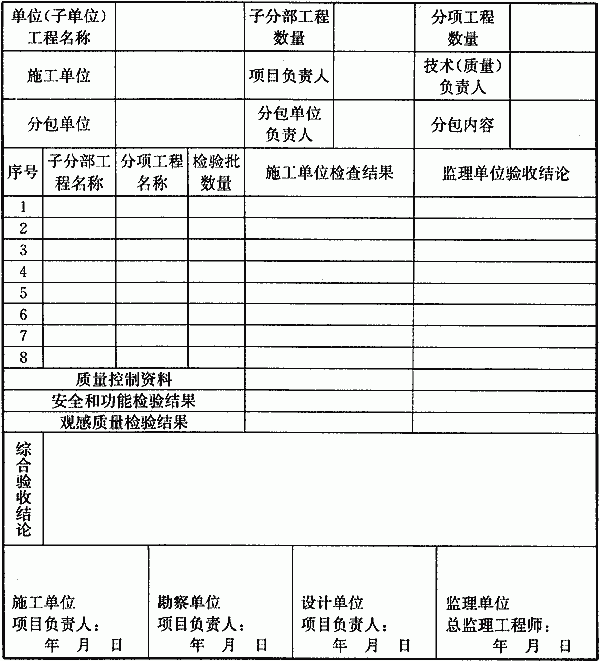 单位(子单位)
工程名称
子分部工程
数量
分项工程
数量
施工单位
项目负责人
技术(质量)
负责人
分包单位
分包单位
负责人
分包内容
序号
子分部工
程名称
分项工程
名称
检验批
数量
施工单位检查结果
监理单位验收结论
1
2
3
4
5
6
7
8
质量控制资料
安全和功能检验结果
观感质量检验结果
综合验收结论
施工单位
项目负责人:
年 月 日
勘察单位
项目负责人:
年 月 日
设计单位
项目负责人:
年 月 日
监理单位
总监理工程师:
年 月 日